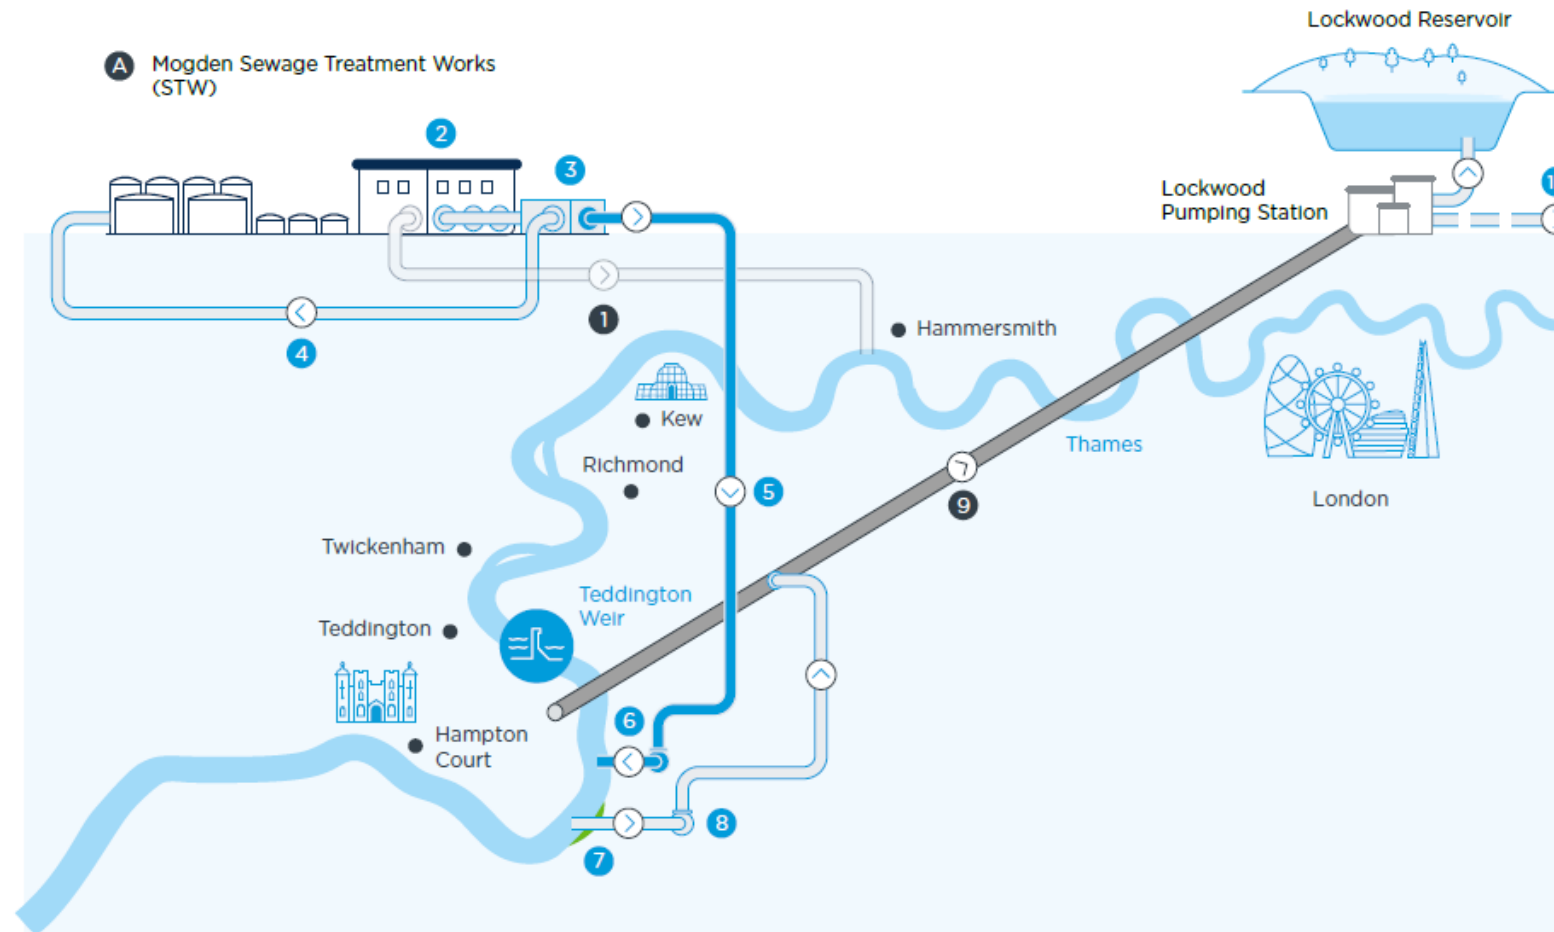 Lockwood Reservoir
A Mogden Sewage Treatment Works
(STW)
2
3
Lockwood
Pumping Station
1
4
Hammersmith
Kew
Thames
Richmond
5
9
London
Twickenham
Teddington
Weir
Teddington
6
Hampton
Court
8
7